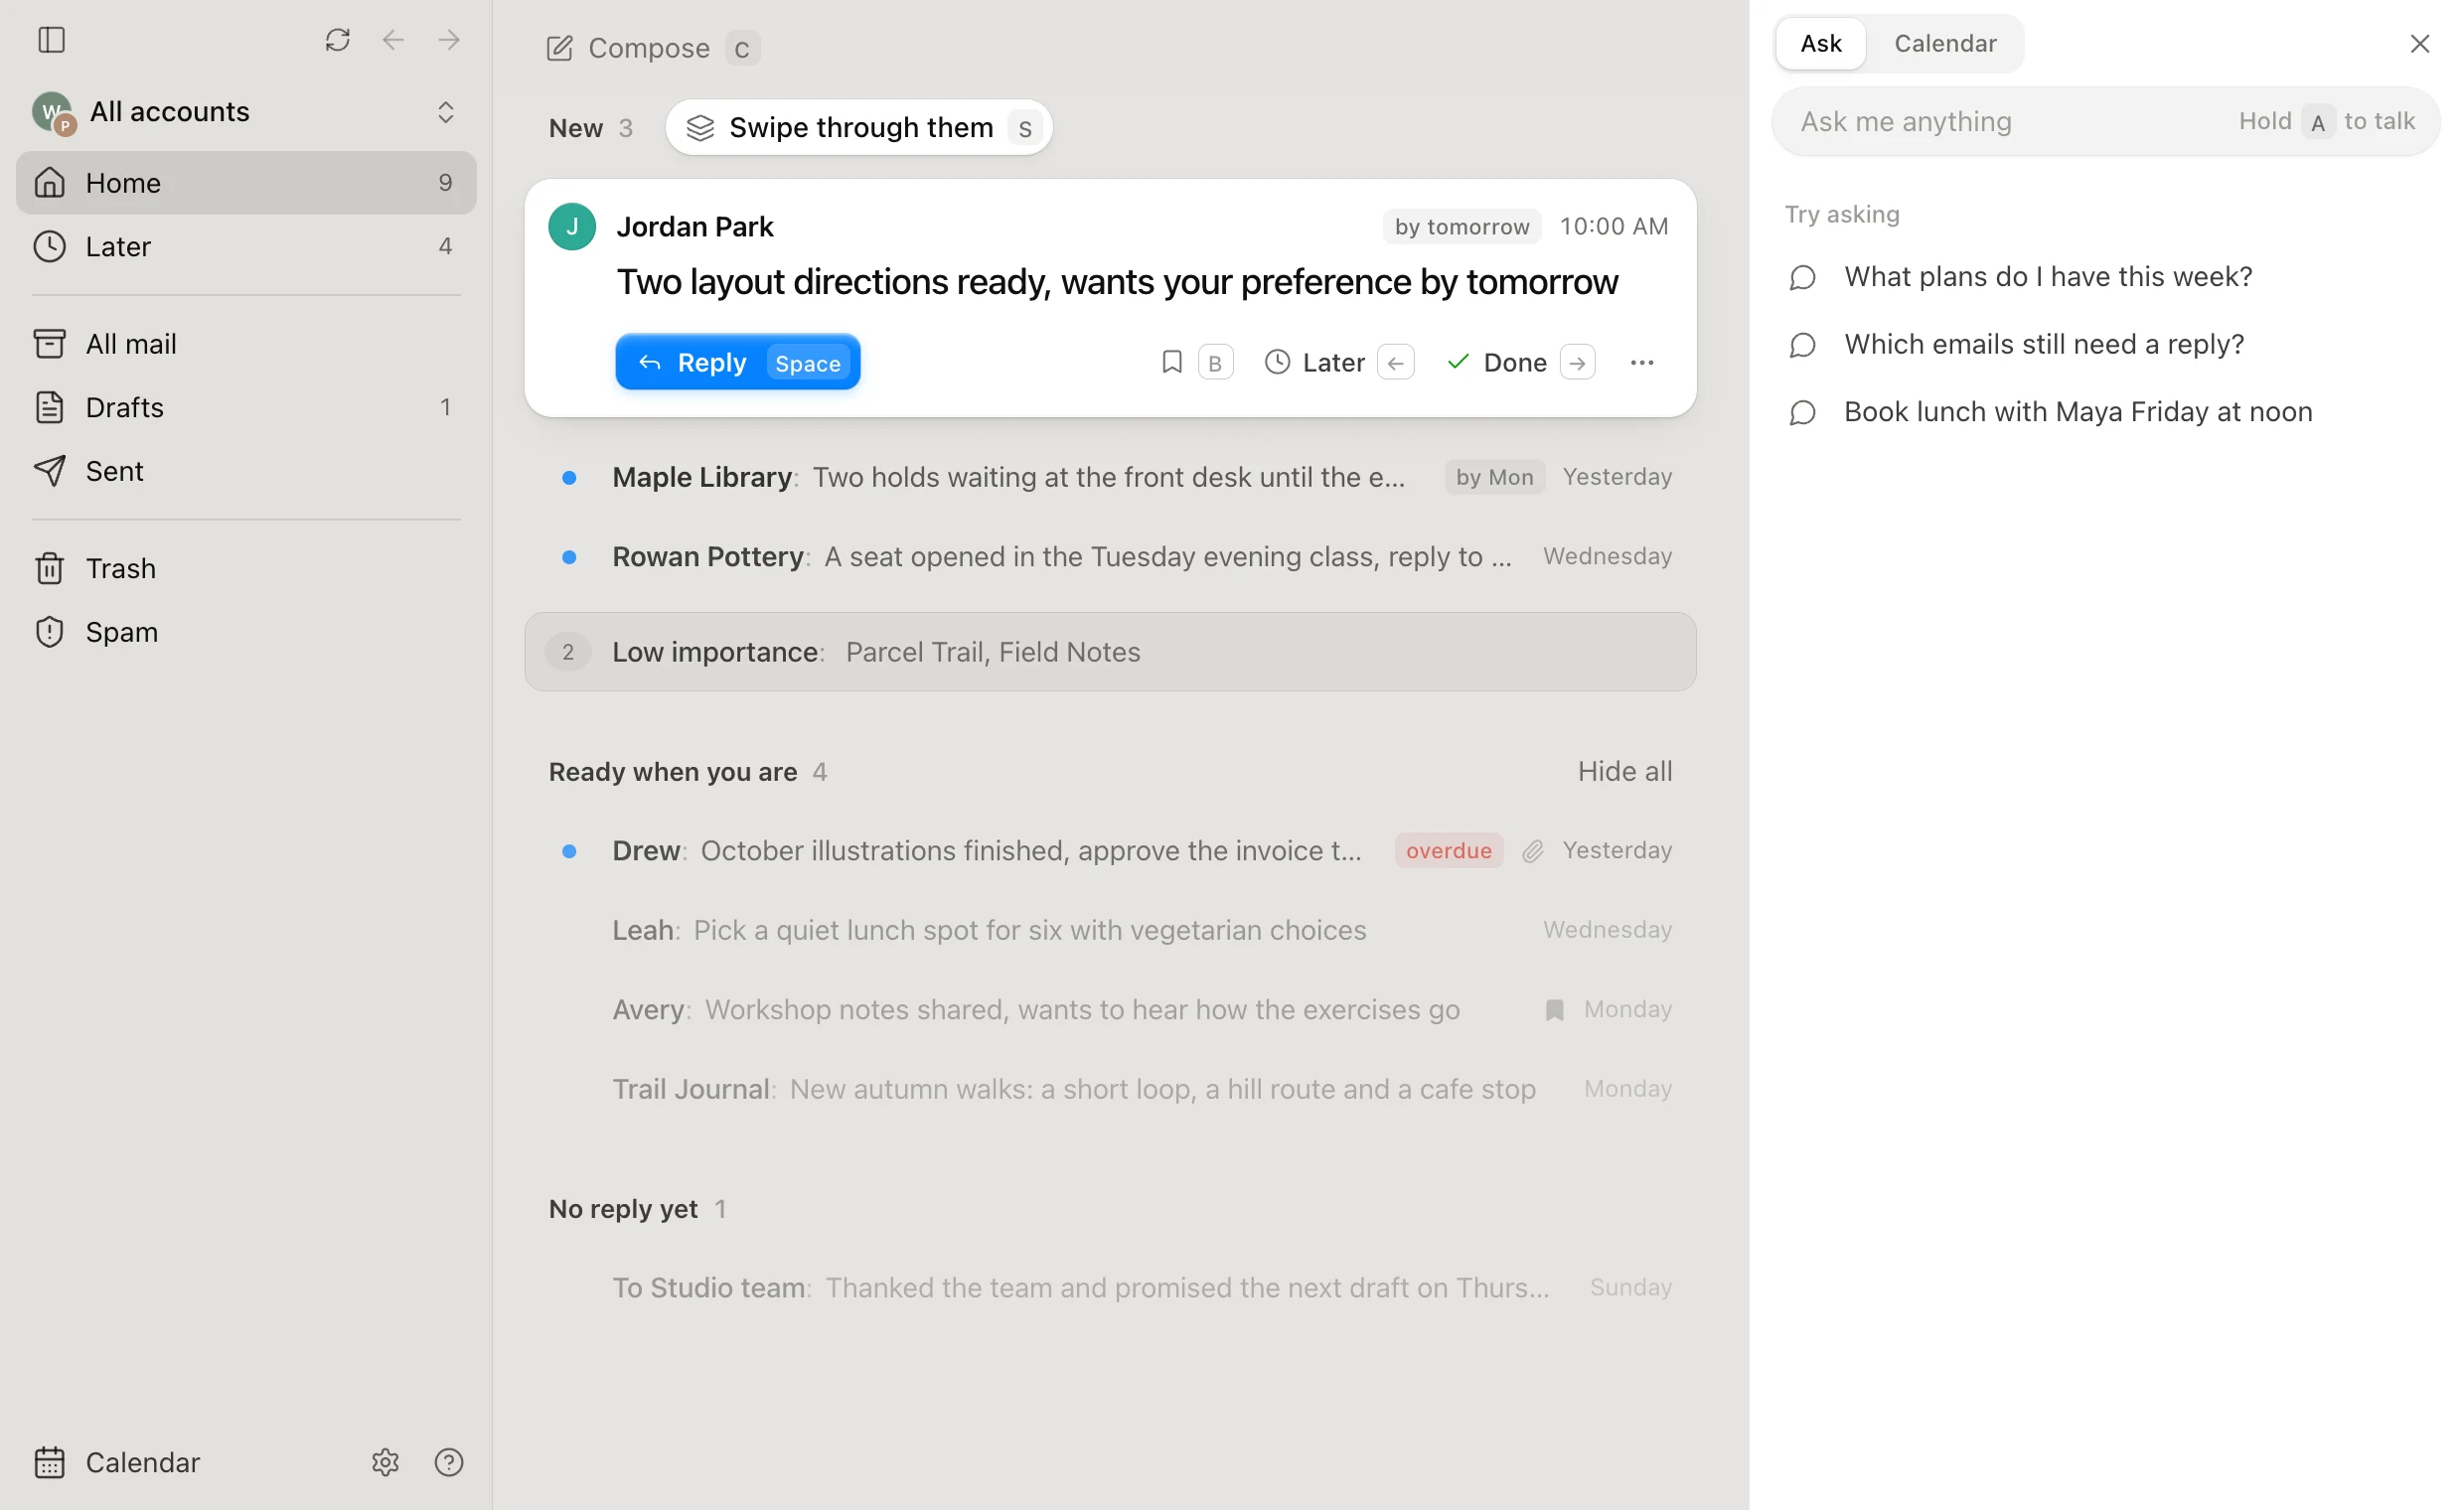 W P All accounts
Home 9
Later 4
All mail
Drafts 1
Sent
Trash
Spam
Calendar
Compose C
New 3 Swipe through them S
J Jordan Park by tomorrow 10:00 AM
Two layout directions ready, wants your preference by tomorrow
Reply Space B Later ← Done → ...
Maple Library: Two holds waiting at the front desk until the e... by Mon Yesterday
Rowan Pottery: A seat opened in the Tuesday evening class, reply to ... Wednesday
2 Low importance: Parcel Trail, Field Notes
Ready when you are 4 Hide all
Drew: October illustrations finished, approve the invoice t... overdue Yesterday
Leah: Pick a quiet lunch spot for six with vegetarian choices Wednesday
Avery: Workshop notes shared, wants to hear how the exercises go Monday
Trail Journal: New autumn walks: a short loop, a hill route and a cafe stop Monday
No reply yet 1
To Studio team: Thanked the team and promised the next draft on Thurs... Sunday
Ask Calendar
Ask me anything Hold A to talk
Try asking
What plans do I have this week?
Which emails still need a reply?
Book lunch with Maya Friday at noon